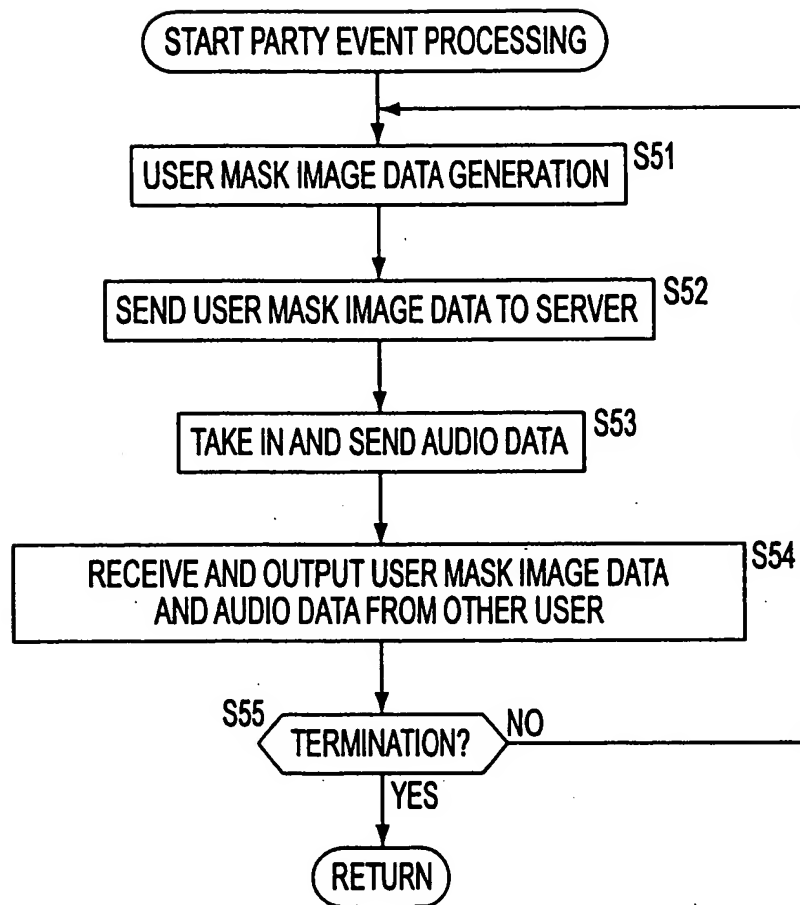 START PARTY EVENT PROCESSING
USER MASK IMAGE DATA GENERATION
S51
SEND USER MASK IMAGE DATA TO SERVER
S52
TAKE IN AND SEND AUDIO DATA
S53
RECEIVE AND OUTPUT USER MASK IMAGE DATA
AND AUDIO DATA FROM OTHER USER
S54
S55
TERMINATION?
NO
YES
RETURN